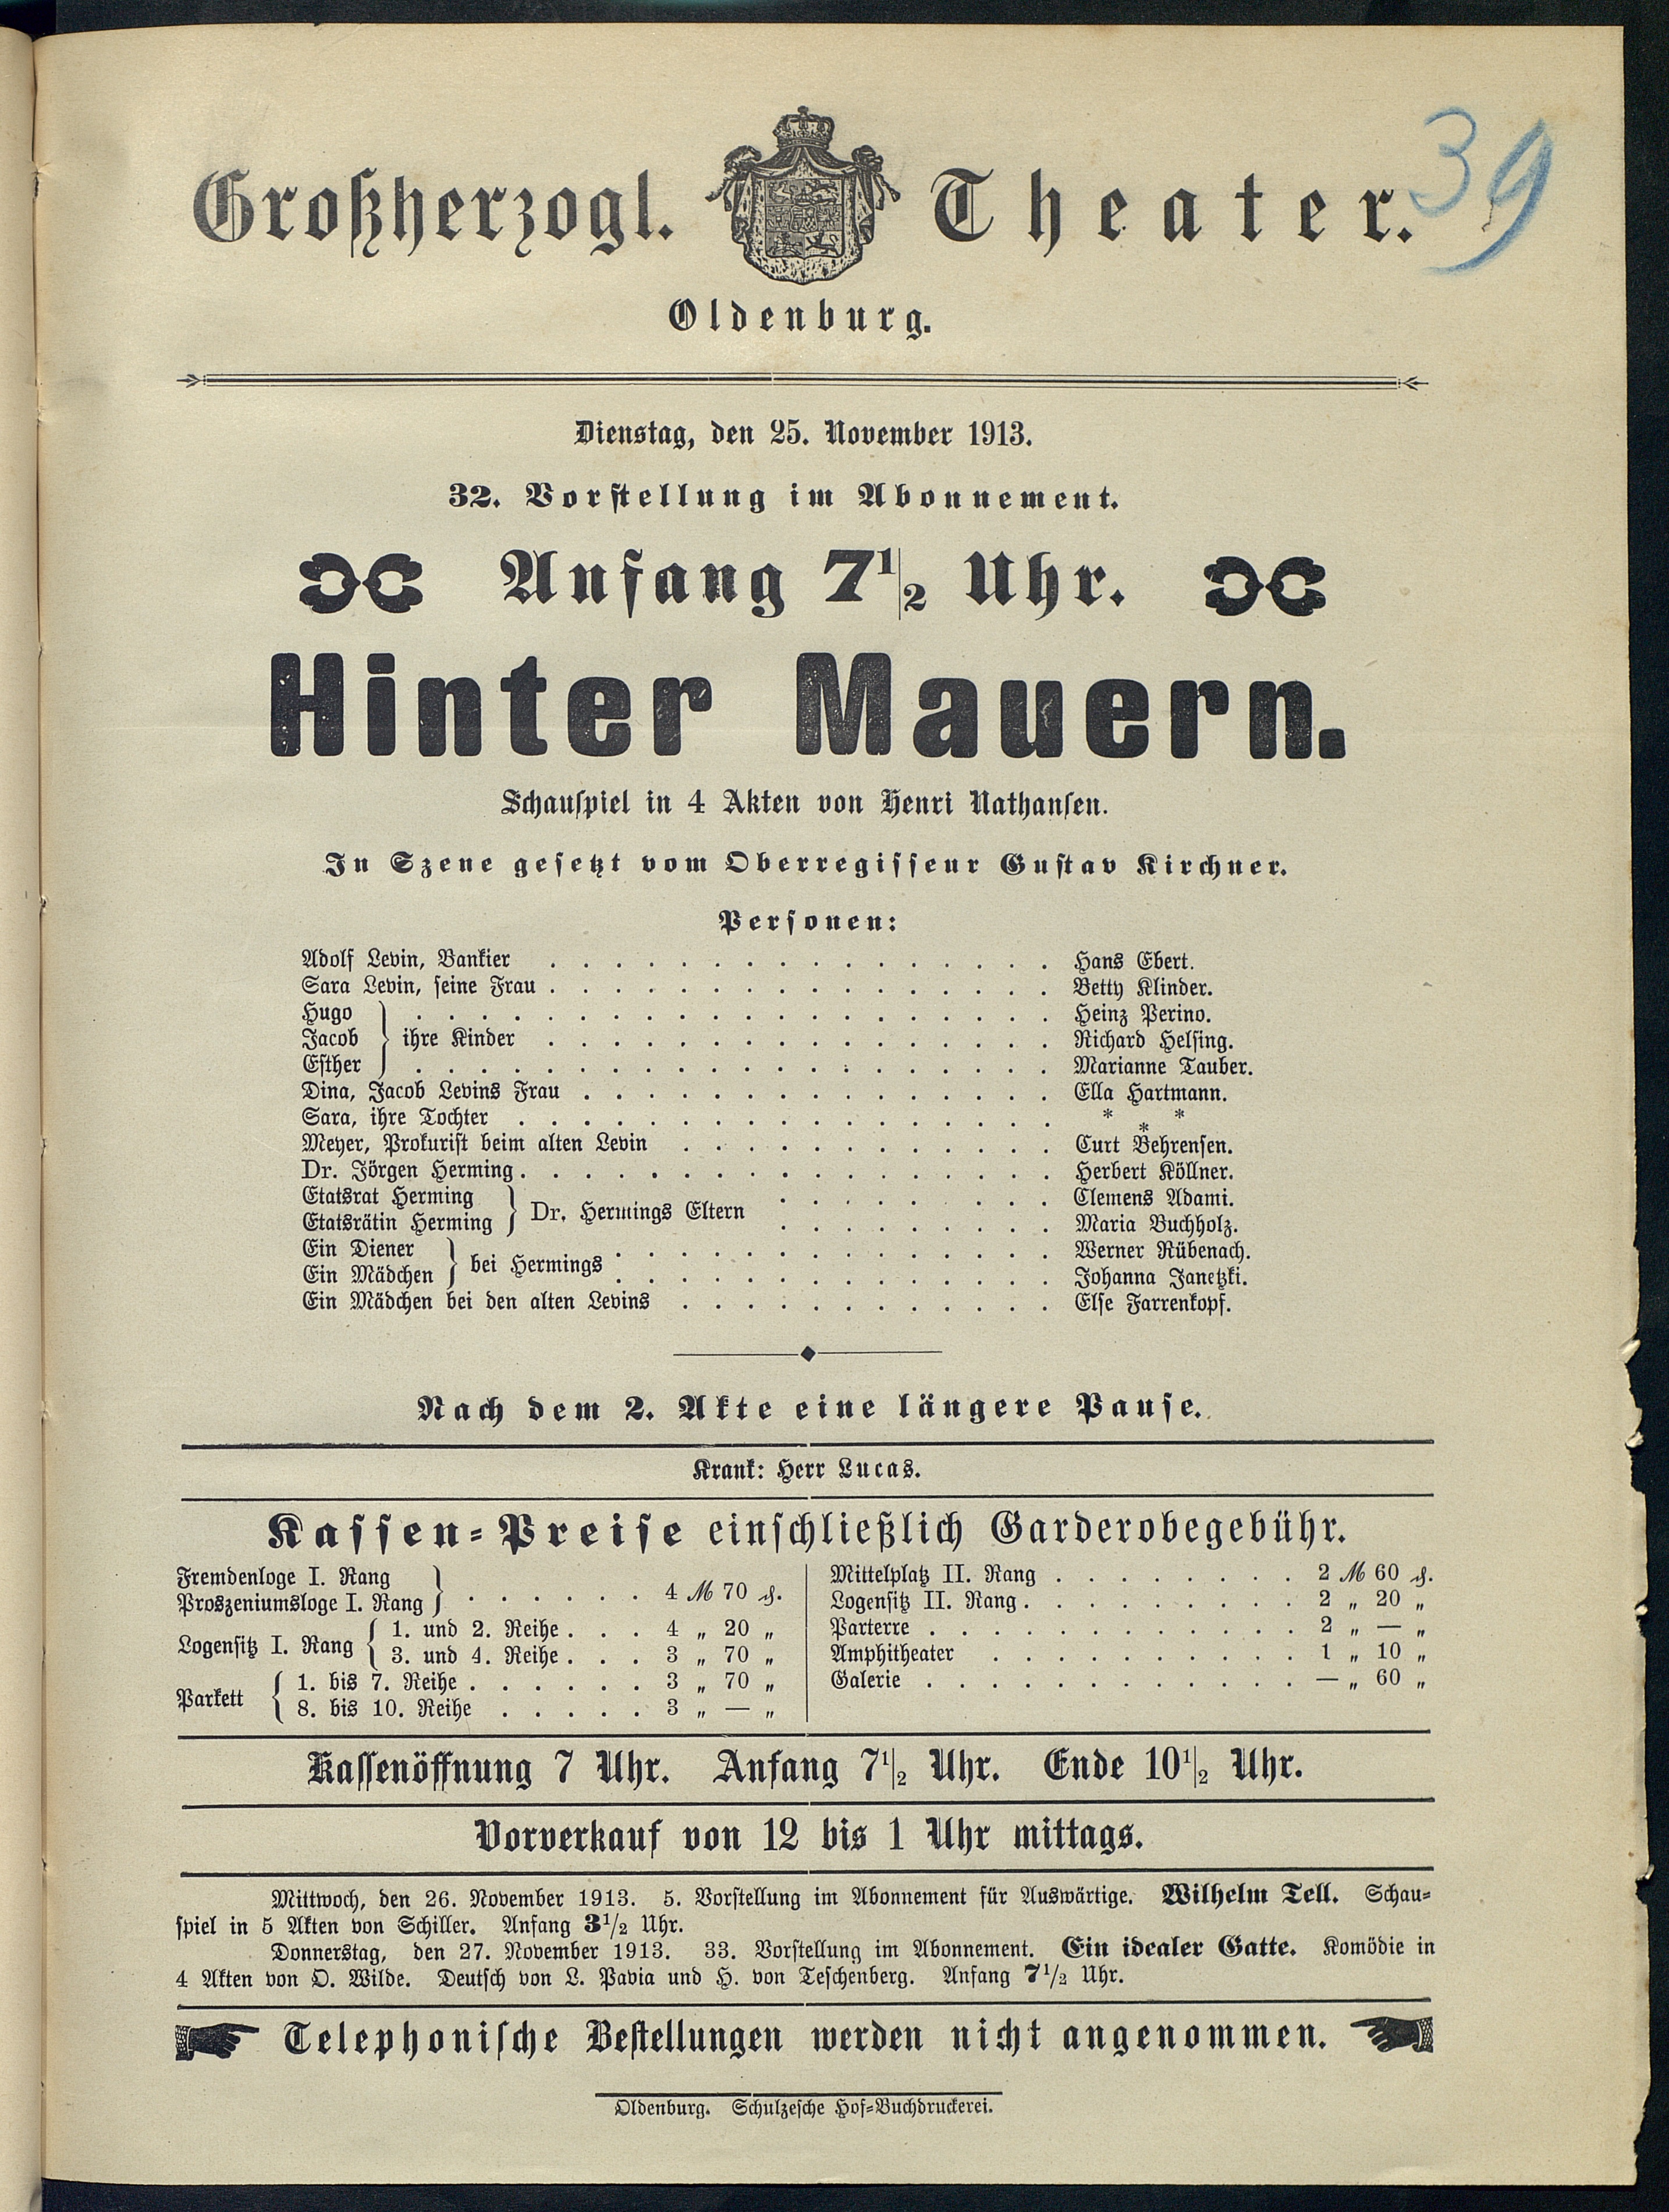 39
Großherzogl. Theater.
Oldenburg.
Dienstag, den 25. November 1913.
32. Vorstellung im Abonnement.
Anfang 7 1/2 Uhr.
Hinter Mauern.
Schauspiel in 4 Akten von Henri Nathansen.
In Szene gesetzt vom Oberregisseur Gustav Kirchner.
Personen:
Adolf Levin, Bankier . . . . . . . . . . . . . . . . Hans Ebert.
Sara Levin, seine Frau . . . . . . . . . . . . . . . . Betty Klinder.
Hugo . . . . . . . . . . . . . . . . . . . . Heinz Perino.
Jacob } ihre Kinder . . . . . . . . . . . . . . . . Richard Helsing.
Esther . . . . . . . . . . . . . . . . . . . . Marianne Tauber.
Dina, Jacob Levins Frau . . . . . . . . . . . . . . . Ella Hartmann.
Sara, ihre Tochter . . . . . . . . . . . . . . . . . * * *
Meyer, Prokurist beim alten Levin . . . . . . . . . . . . Curt Behrensen.
Dr. Jörgen Herming . . . . . . . . . . . . . . . . . Herbert Köllner.
Etatsrat Herming } Dr. Hermings Eltern . . . . . . . . . Clemens Adami.
Etatsrätin Herming . . . . . . . . . Maria Buchholz.
Ein Diener } bei Hermings . . . . . . . . . . . . . . Werner Rübenach.
Ein Mädchen . . . . . . . . . . . . . . Johanna Janetzki.
Ein Mädchen bei den alten Levins . . . . . . . . . . . . Else Farrenkopf.
Nach dem 2. Akte eine längere Pause.
Krank: Herr Lucas.
Kassen-Preise einschließlich Garderobegebühr.
Fremdenloge I. Rang
Proszeniumsloge I. Rang } . . . . . . 4 M 70 ₰.
Logensitz I. Rang { 1. und 2. Reihe . . . 4 „ 20 „
3. und 4. Reihe . . . 3 „ 70 „
Parkett { 1. bis 7. Reihe . . . . . . 3 „ 70 „
8. bis 10. Reihe . . . . . 3 „ — „
Mittelplatz II. Rang . . . . . . . . 2 M 60 ₰.
Logensitz II. Rang . . . . . . . . . 2 „ 20 „
Parterre . . . . . . . . . . . . 2 „ — „
Amphitheater . . . . . . . . . . 1 „ 10 „
Galerie . . . . . . . . . . . . — „ 60 „
Kassenöffnung 7 Uhr. Anfang 7 1/2 Uhr. Ende 10 1/2 Uhr.
Vorverkauf von 12 bis 1 Uhr mittags.
Mittwoch, den 26. November 1913. 5. Vorstellung im Abonnement für Auswärtige. Wilhelm Tell. Schau-
spiel in 5 Akten von Schiller. Anfang 3 1/2 Uhr.
Donnerstag, den 27. November 1913. 33. Vorstellung im Abonnement. Ein idealer Gatte. Komödie in
4 Akten von O. Wilde. Deutsch von L. Pavia und H. von Teschenberg. Anfang 7 1/2 Uhr.
Telephonische Bestellungen werden nicht angenommen.
Oldenburg. Schulzesche Hof-Buchdruckerei.